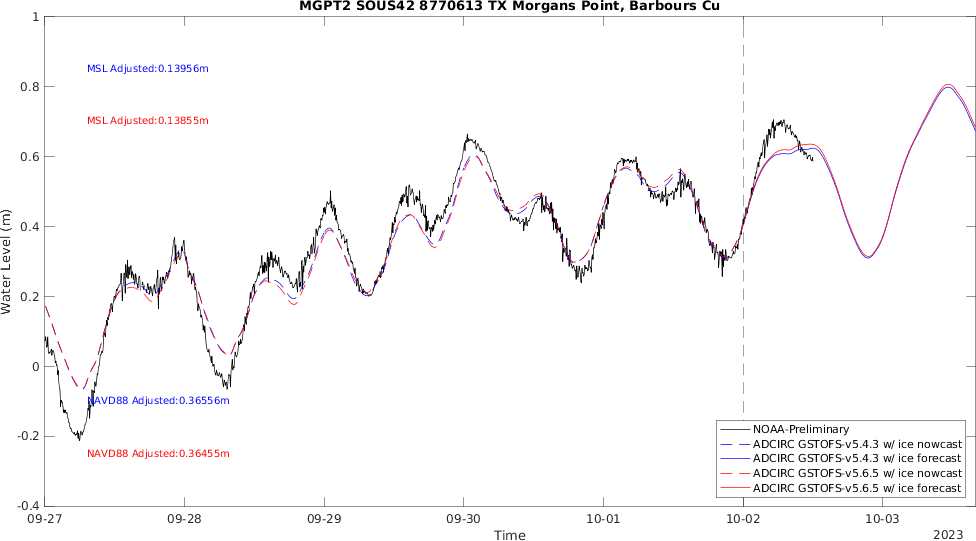 MGPT2 SOUS42 8770613 TX Morgans Point, Barbours Cu
1
0.8
0.6
0.4
0.2
0
-0.2
-0.4
Water Level (m)
MSL Adjusted:0.13956m
MSL Adjusted:0.13855m
NAVD88 Adjusted:0.36556m
NAVD88 Adjusted:0.36455m
NOAA-Preliminary
ADCIRC GSTOFS-v5.4.3 w/ ice nowcast
ADCIRC GSTOFS-v5.4.3 w/ ice forecast
ADCIRC GSTOFS-v5.6.5 w/ ice nowcast
ADCIRC GSTOFS-v5.6.5 w/ ice forecast
09-27 09-28 09-29 09-30 10-01 10-02 10-03
Time
2023